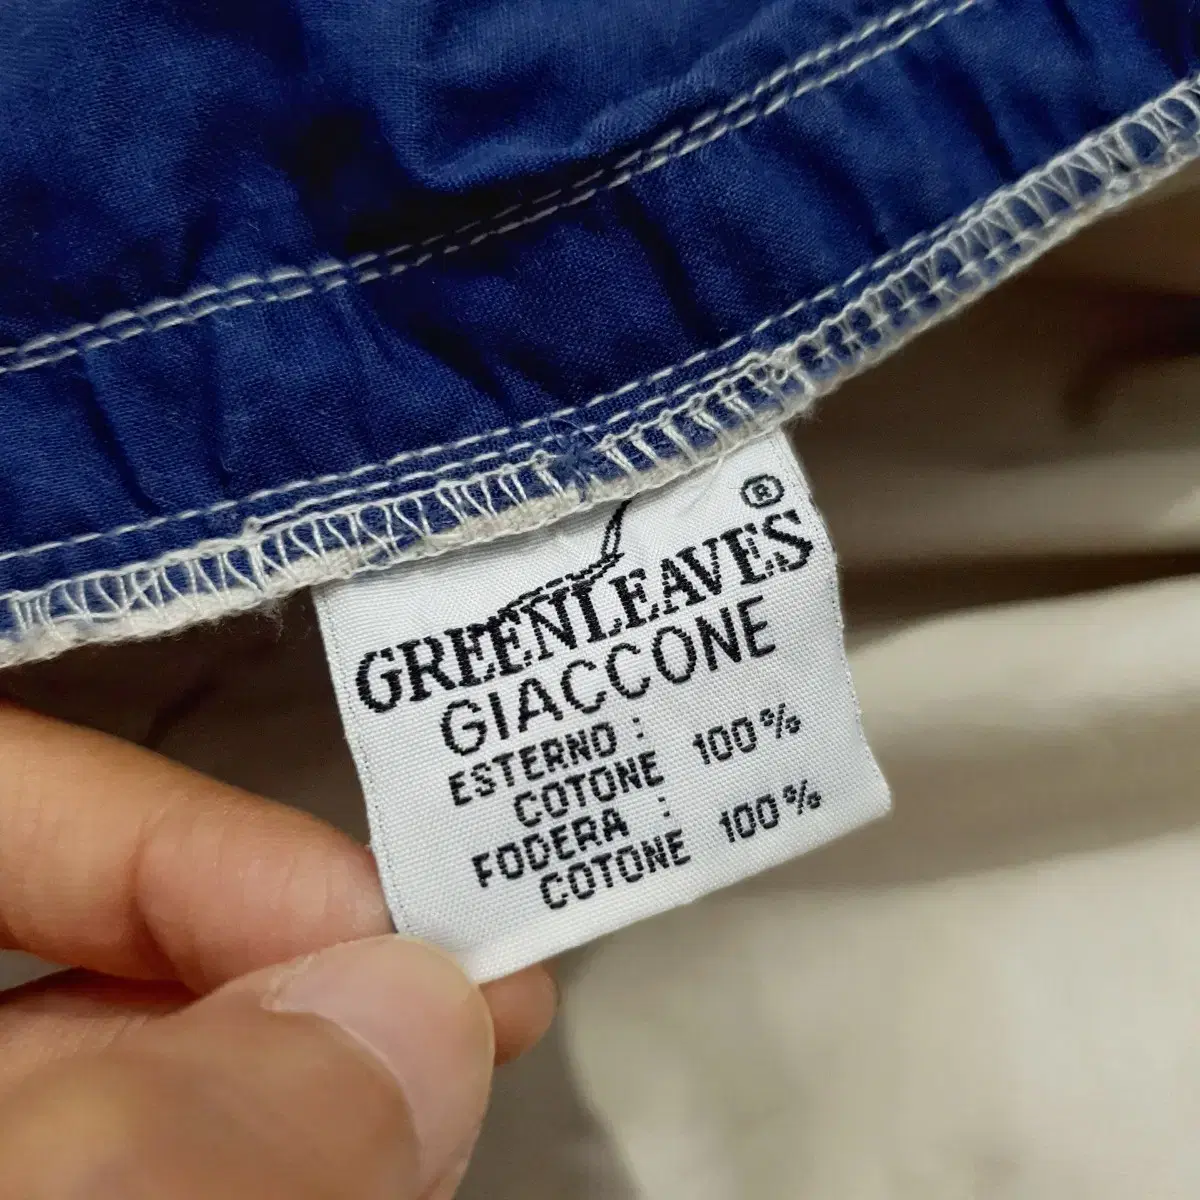 GREENLEAVES ®
GIACCONE
ESTERNO :
COTONE 100%
FODERA :
COTONE 100%